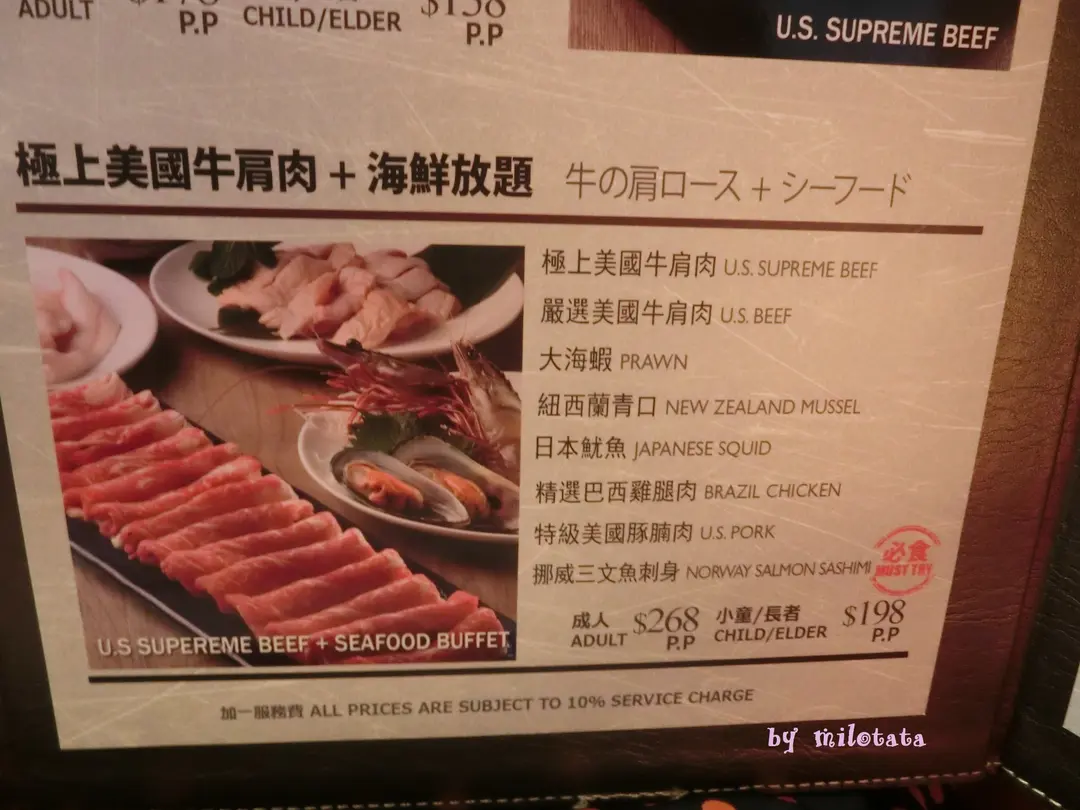 ADULT
P.P
CHILD/ELDER
P.P
U.S. SUPREME BEEF
極上美國牛肩肉 + 海鮮放題 牛の肩ロース + シーフード
極上美國牛肩肉 U.S. SUPREME BEEF
嚴選美國牛肩肉 U.S. BEEF
大海蝦 PRAWN
紐西蘭青口 NEW ZEALAND MUSSEL
日本魷魚 JAPANESE SQUID
精選巴西雞腿肉 BRAZIL CHICKEN
特級美國豚腩肉 U.S. PORK
挪威三文魚刺身 NORWAY SALMON SASHIMI
必食
MUST TRY
成人 $268 小童/長者 $198
ADULT P.P CHILD/ELDER P.P
U.S SUPEREME BEEF + SEAFOOD BUFFET
加一服務費 ALL PRICES ARE SUBJECT TO 10% SERVICE CHARGE
by milotata